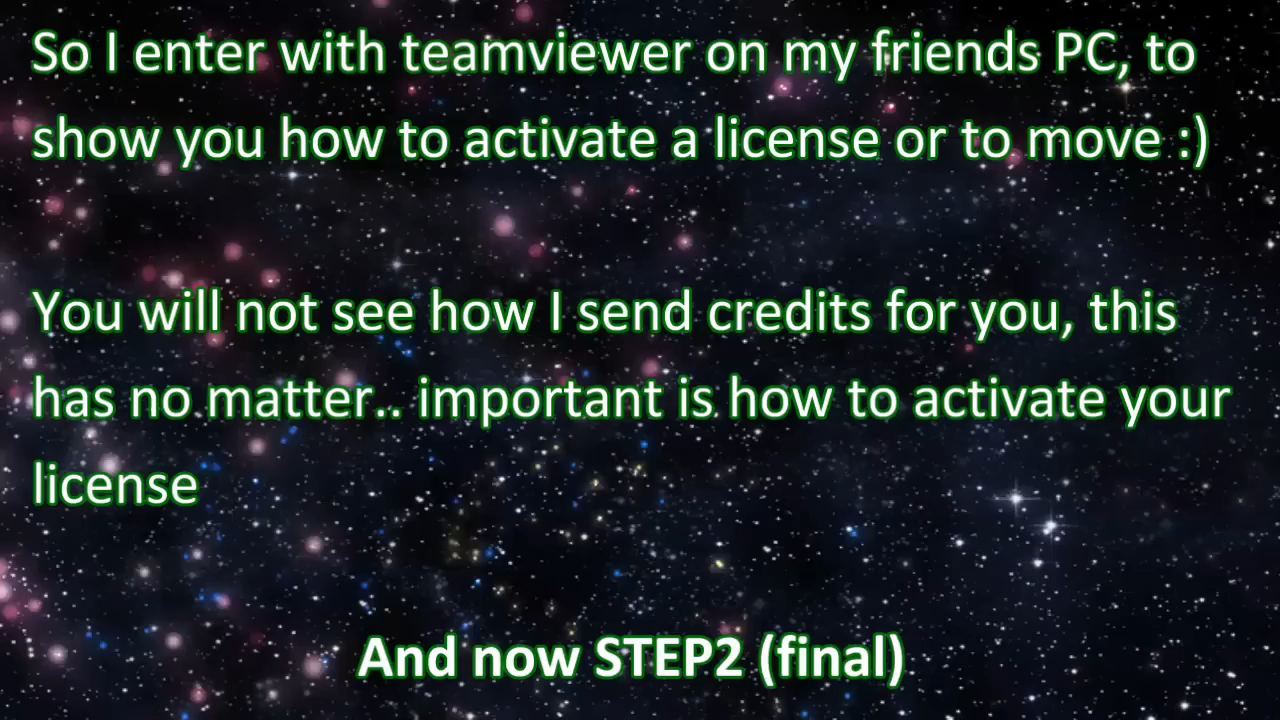 So I enter with teamviewer on my friends PC, to
show you how to activate a license or to move :)
You will not see how I send credits for you, this
has no matter.. important is how to activate your
license
And now STEP2 (final)